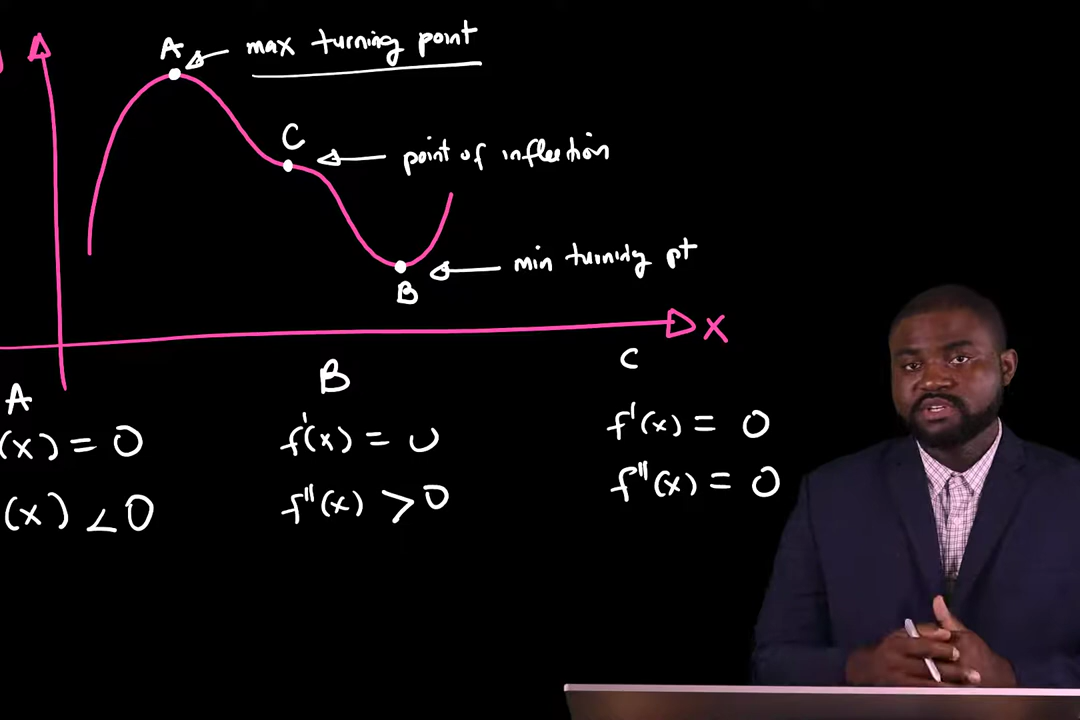 A
max turning point
C
point of inflection
min turning pt
B
X
A
B
C
(x) = 0
f'(x) = 0
f'(x) = 0
(x) < 0
f''(x) > 0
f''(x) = 0